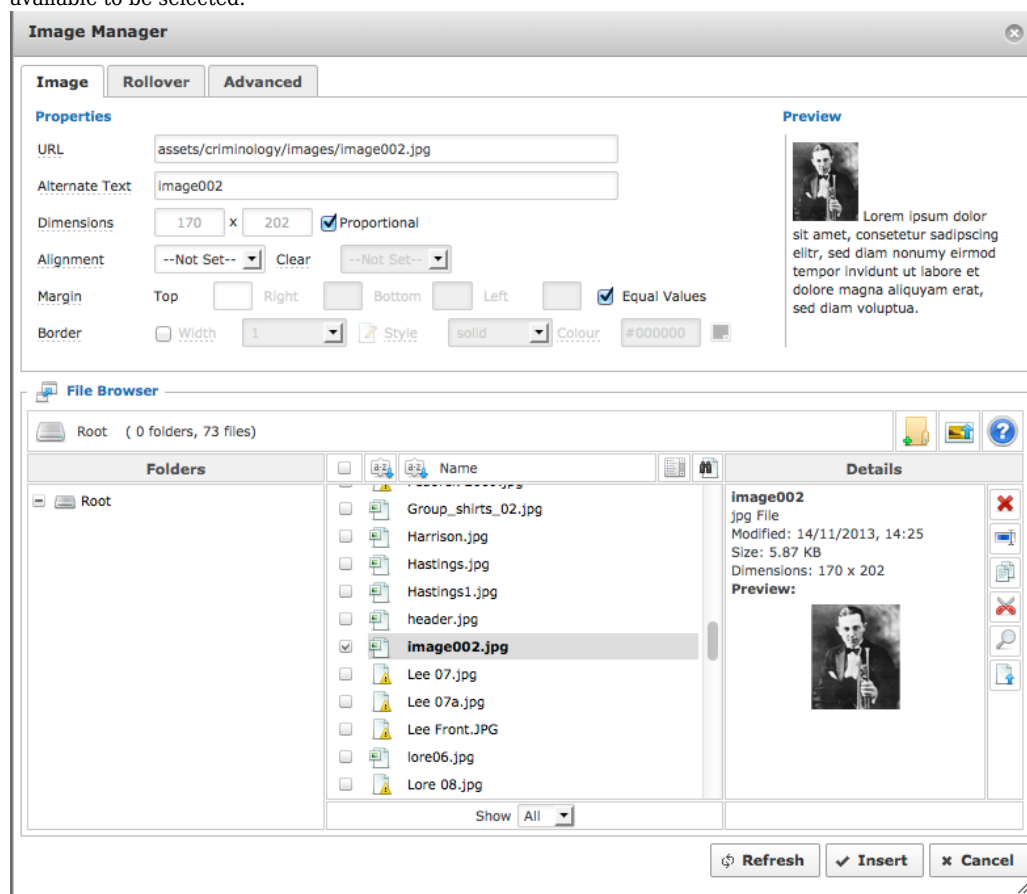 available to be selected.
Image Manager
Image Rollover Advanced
Properties
Preview
URL assets/criminology/images/image002.jpg
Alternate Text image002
Dimensions 170 x 202 Proportional
Alignment --Not Set-- Clear --Not Set--
Margin Top Right Bottom Left Equal Values
Border Width 1 Style solid Colour #000000
Lorem ipsum dolor
sit amet, consetetur sadipscing
elitr, sed diam nonumy eirmod
tempor invidunt ut labore et
dolore magna aliquyam erat,
sed diam voluptua.
File Browser
Root ( 0 folders, 73 files)
Folders
Name
Details
Root
Group_shirts_02.jpg
Harrison.jpg
Hastings.jpg
Hastings1.jpg
header.jpg
image002.jpg
Lee 07.jpg
Lee 07a.jpg
Lee Front.JPG
lore06.jpg
Lore 08.jpg
Show All
image002
jpg File
Modified: 14/11/2013, 14:25
Size: 5.87 KB
Dimensions: 170 x 202
Preview:
Refresh Insert Cancel